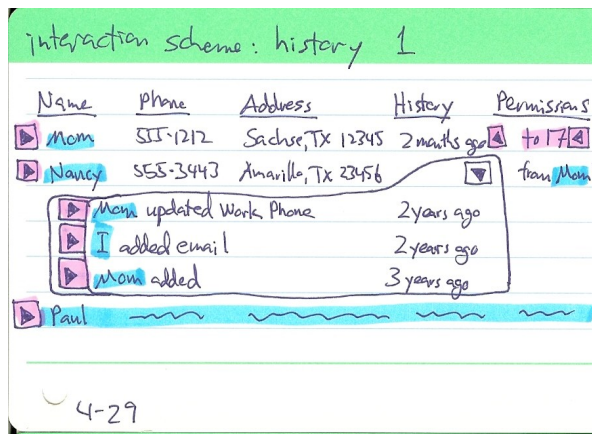 interaction scheme: history 1
Name Phone Address History Permissions
Mom 555-1212 Sachse, TX 12345 2 months ago to 17
Nancy 555-3443 Amarillo, TX 23456 from Mom
Mom updated Work Phone 2 years ago
I added email 2 years ago
Mom added 3 years ago
Paul
4-29